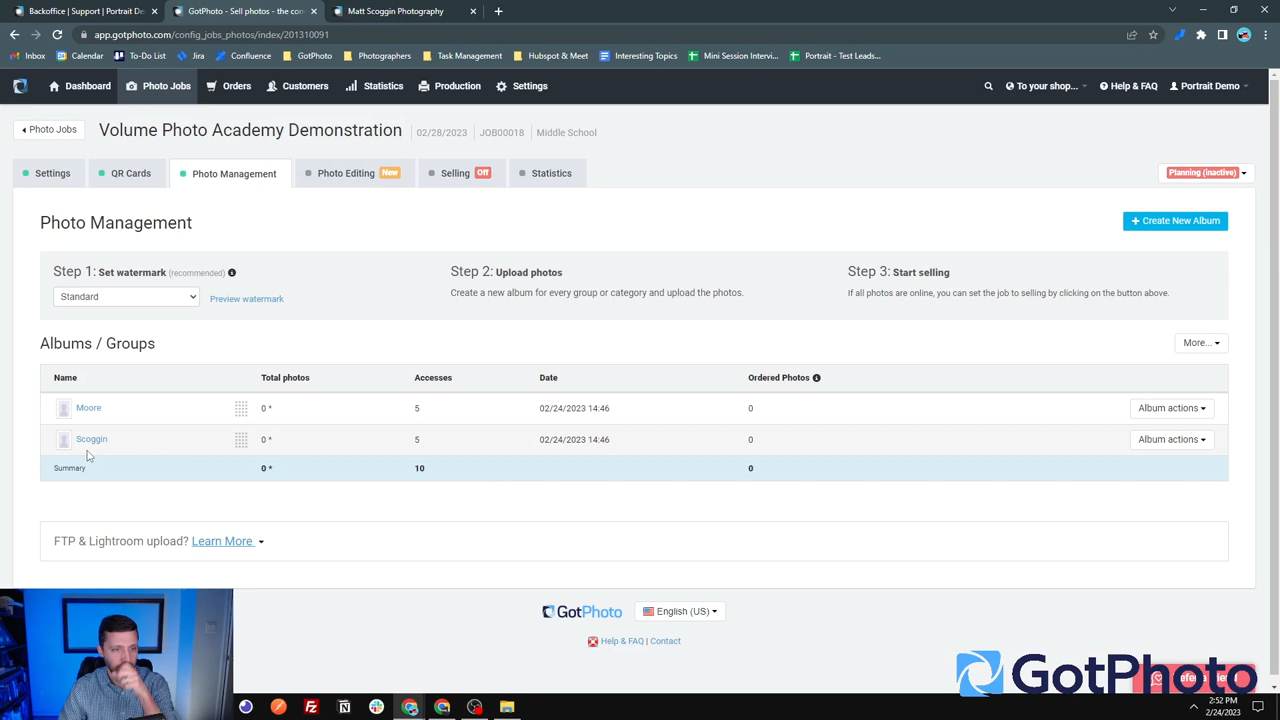 Backoffice | Support | Portrait De
GotPhoto - Sell photos - the co
Matt Scoggin Photography
app.gotphoto.com/config_jobs_photos/index/201310091
Inbox
Calendar
To-Do List
Jira
Confluence
GotPhoto
Photographers
Task Management
Hubspot & Meet
Interesting Topics
Mini Session Intervi...
Portrait - Test Leads...
Dashboard
Photo Jobs
Orders
Customers
Statistics
Production
Settings
To your shop...
Help & FAQ
Portrait Demo
Photo Jobs
Volume Photo Academy Demonstration
02/28/2023
JOB00018
Middle School
Settings
QR Cards
Photo Management
Photo Editing New
Selling Off
Statistics
Planning (inactive)
Photo Management
+ Create New Album
Step 1: Set watermark (recommended)
Standard
Preview watermark
Step 2: Upload photos
Create a new album for every group or category and upload the photos.
Step 3: Start selling
If all photos are online, you can set the job to selling by clicking on the button above.
Albums / Groups
More...
Name Total photos Accesses Date Ordered Photos
Moore 0 * 5 02/24/2023 14:46 0 Album actions
Scoggin 0 * 5 02/24/2023 14:46 0 Album actions
Summary 0 * 10 0
FTP & Lightroom upload? Learn More
GotPhoto
English (US)
Help & FAQ | Contact
GotPhoto
2:52 PM
2/24/2023